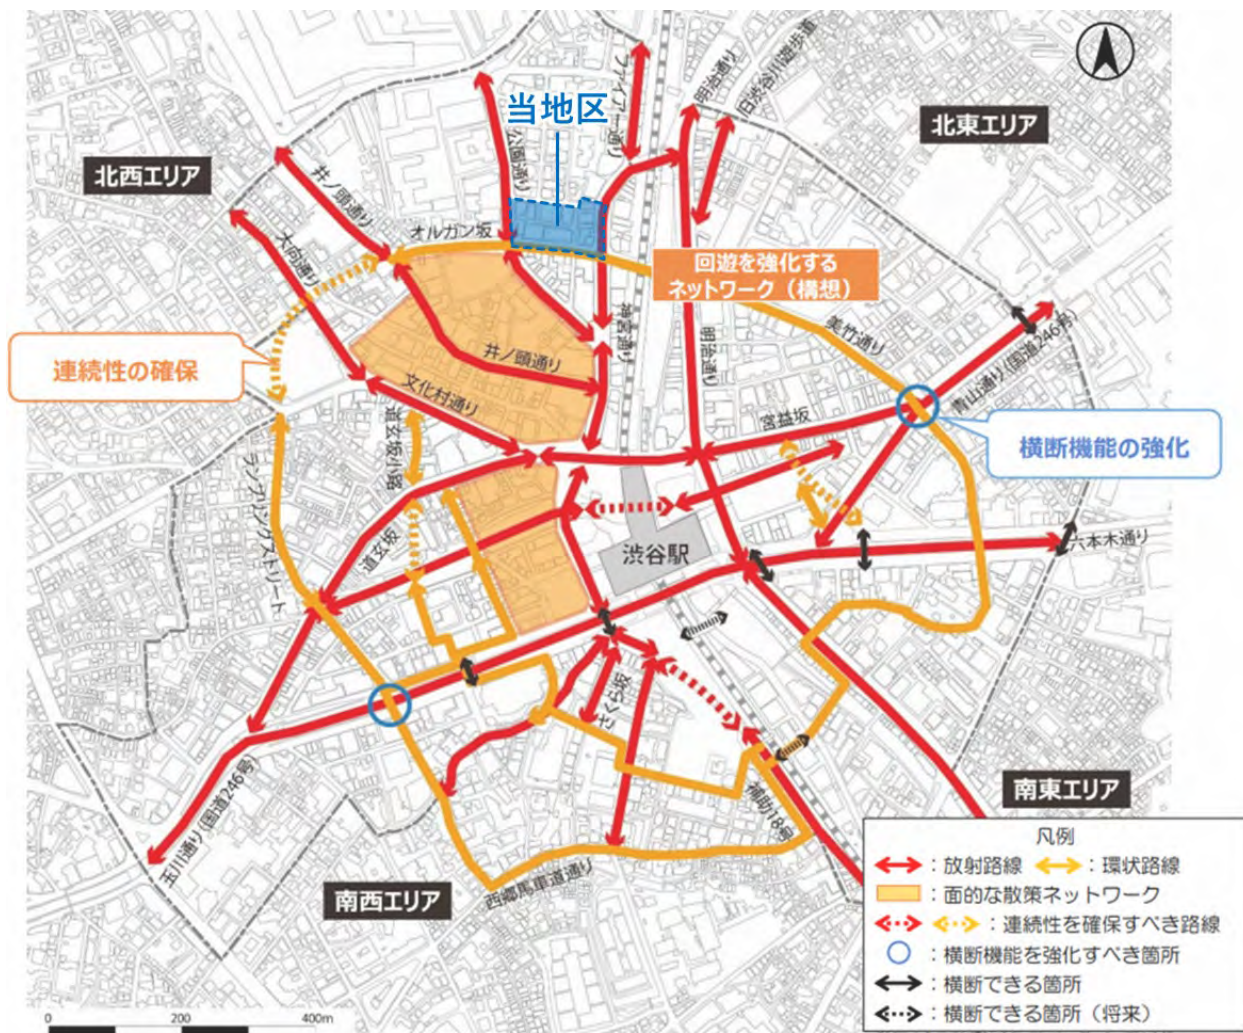 ファイアー通り
明治通り
旧渋谷川遊歩道
北東エリア
当地区
公園通り
北西エリア
井ノ頭通り
オルガン坂
大向通り
回遊を強化する
ネットワーク（構想）
神宮通り
明治通り
美竹通り
青山通り(国道246号)
連続性の確保
井ノ頭通り
文化村通り
宮益坂
横断機能の強化
道玄坂小路
ランブリングストリート
道玄坂
渋谷駅
六本木通り
さくら坂
玉川通り(国道246号)
補助18号
南東エリア
西郷馬車道通り
南西エリア
凡例
：放射路線
：環状路線
：面的な散策ネットワーク
：連続性を確保すべき路線
：横断機能を強化すべき箇所
：横断できる箇所
：横断できる箇所（将来）
0 200 400m